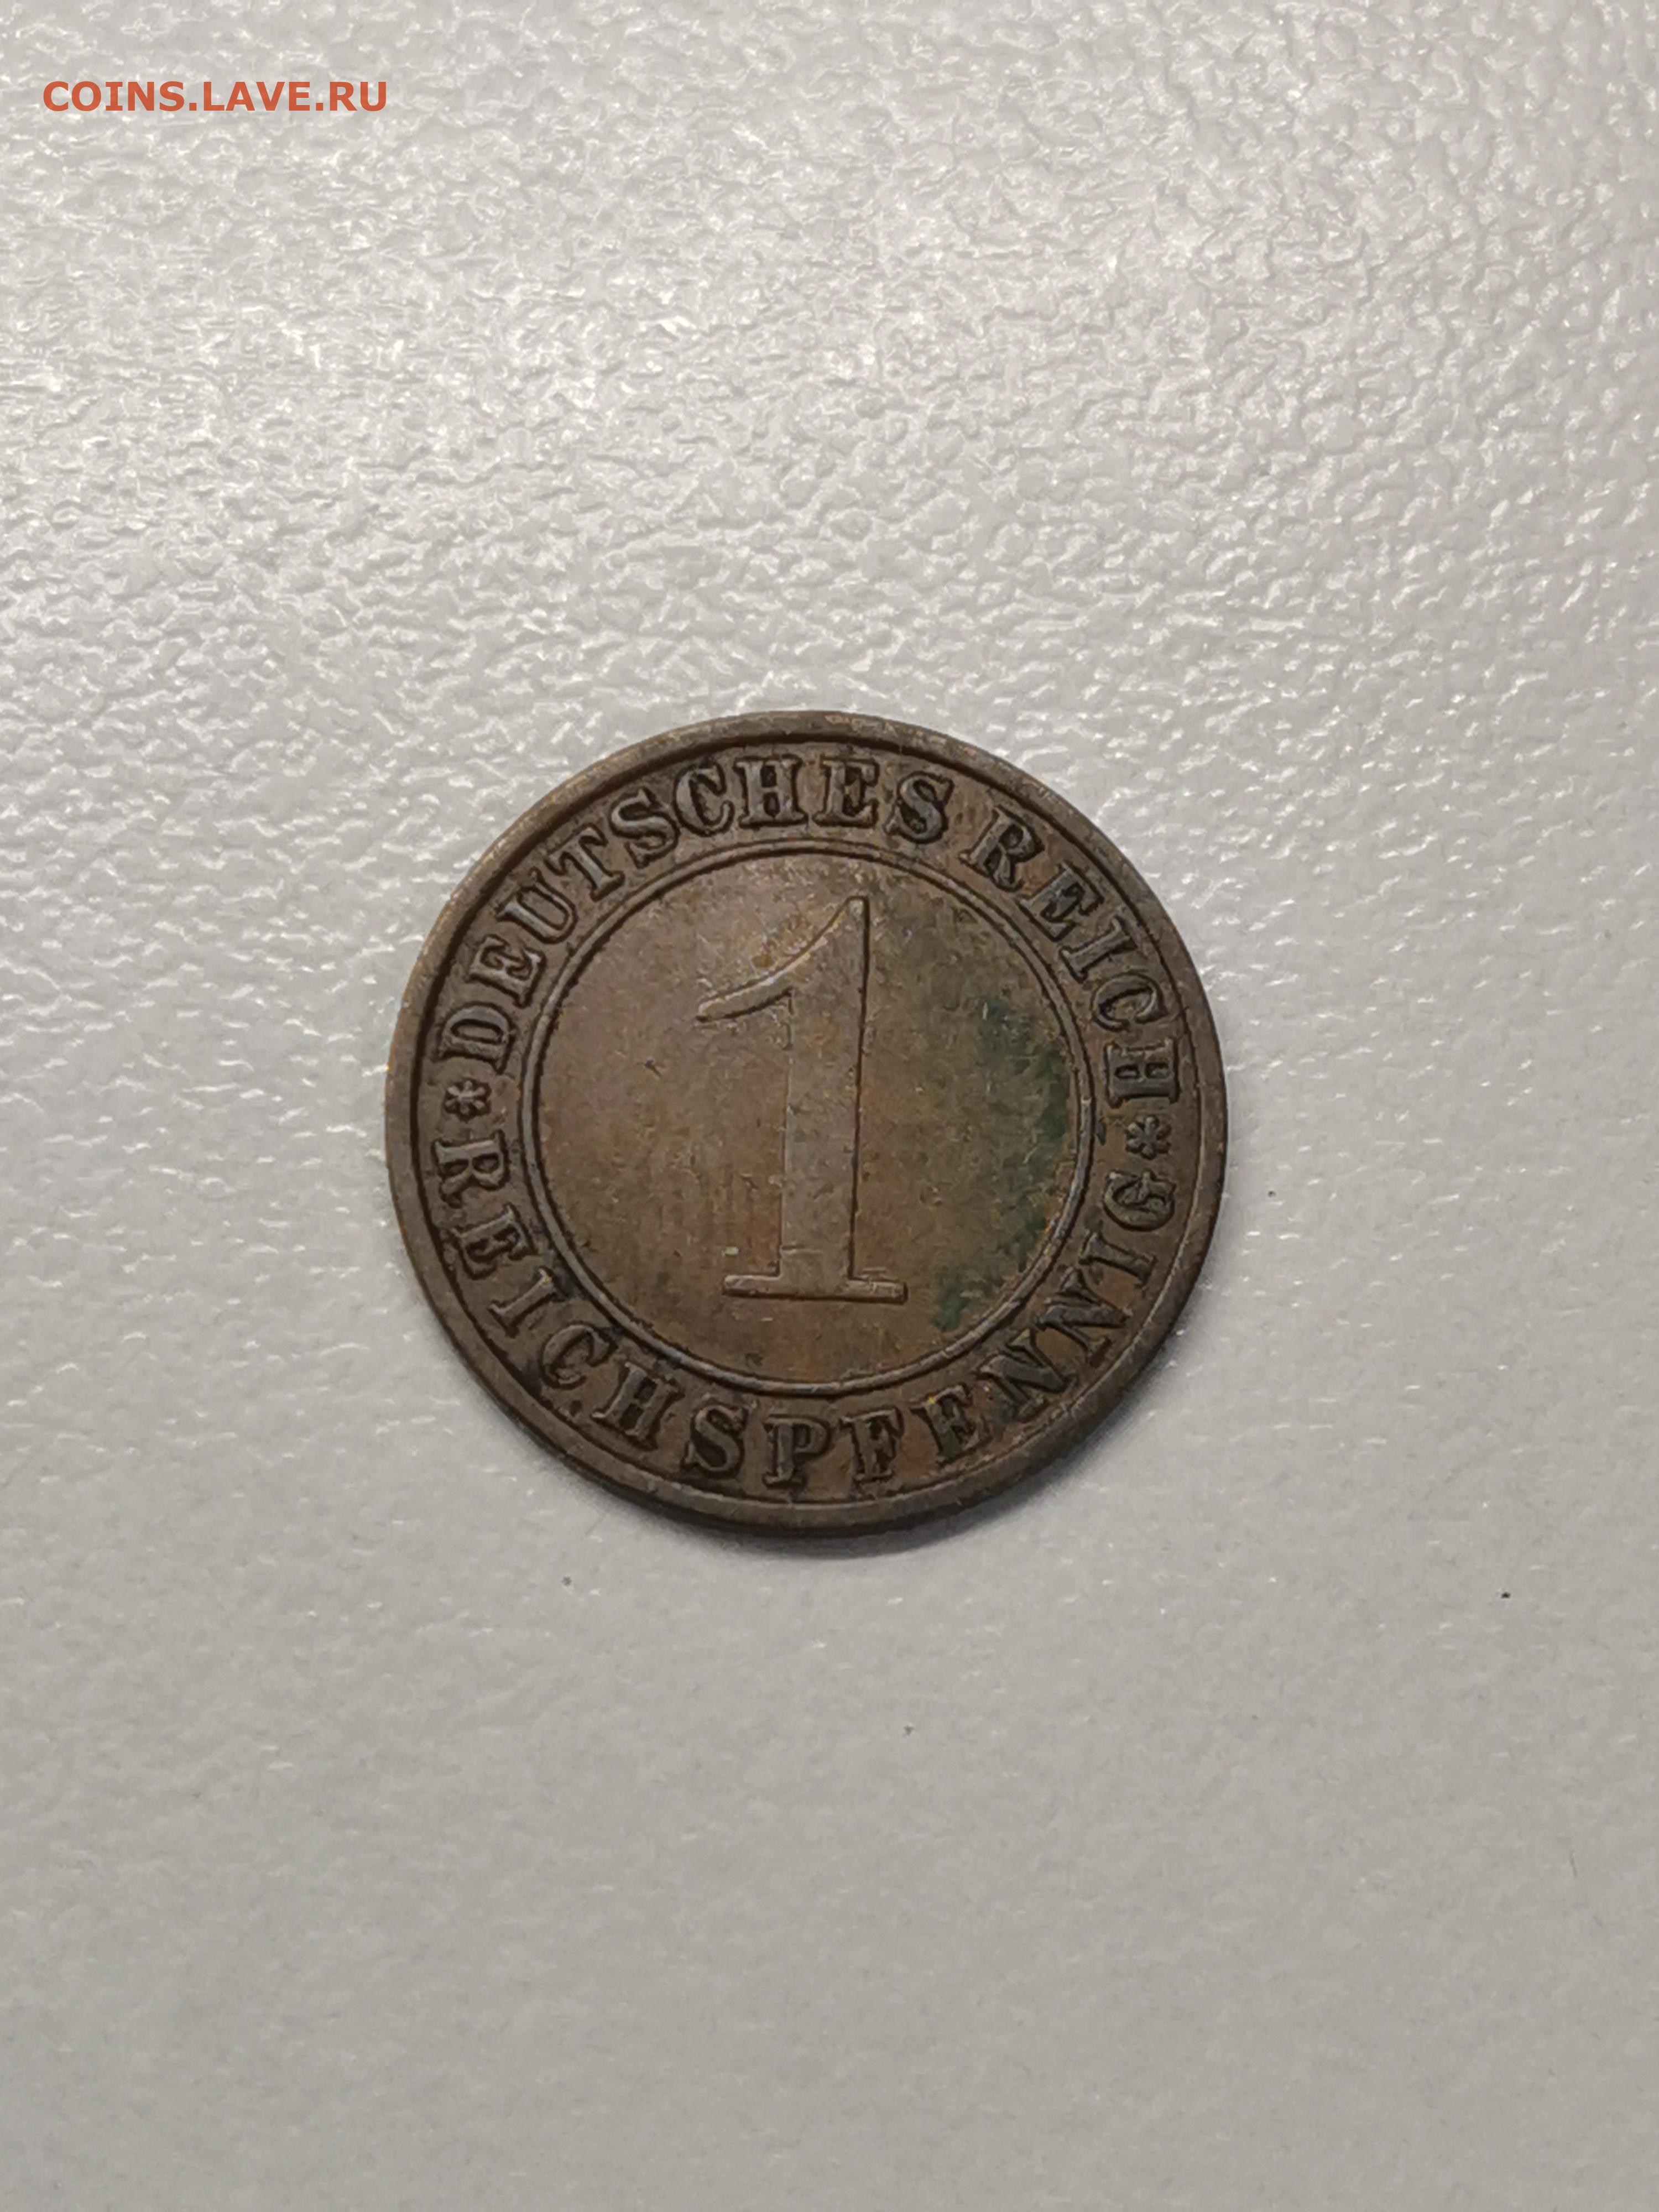 COINS.LAVE.RU
* DEUTSCHES REICH *
1
REICHSPFENNIG